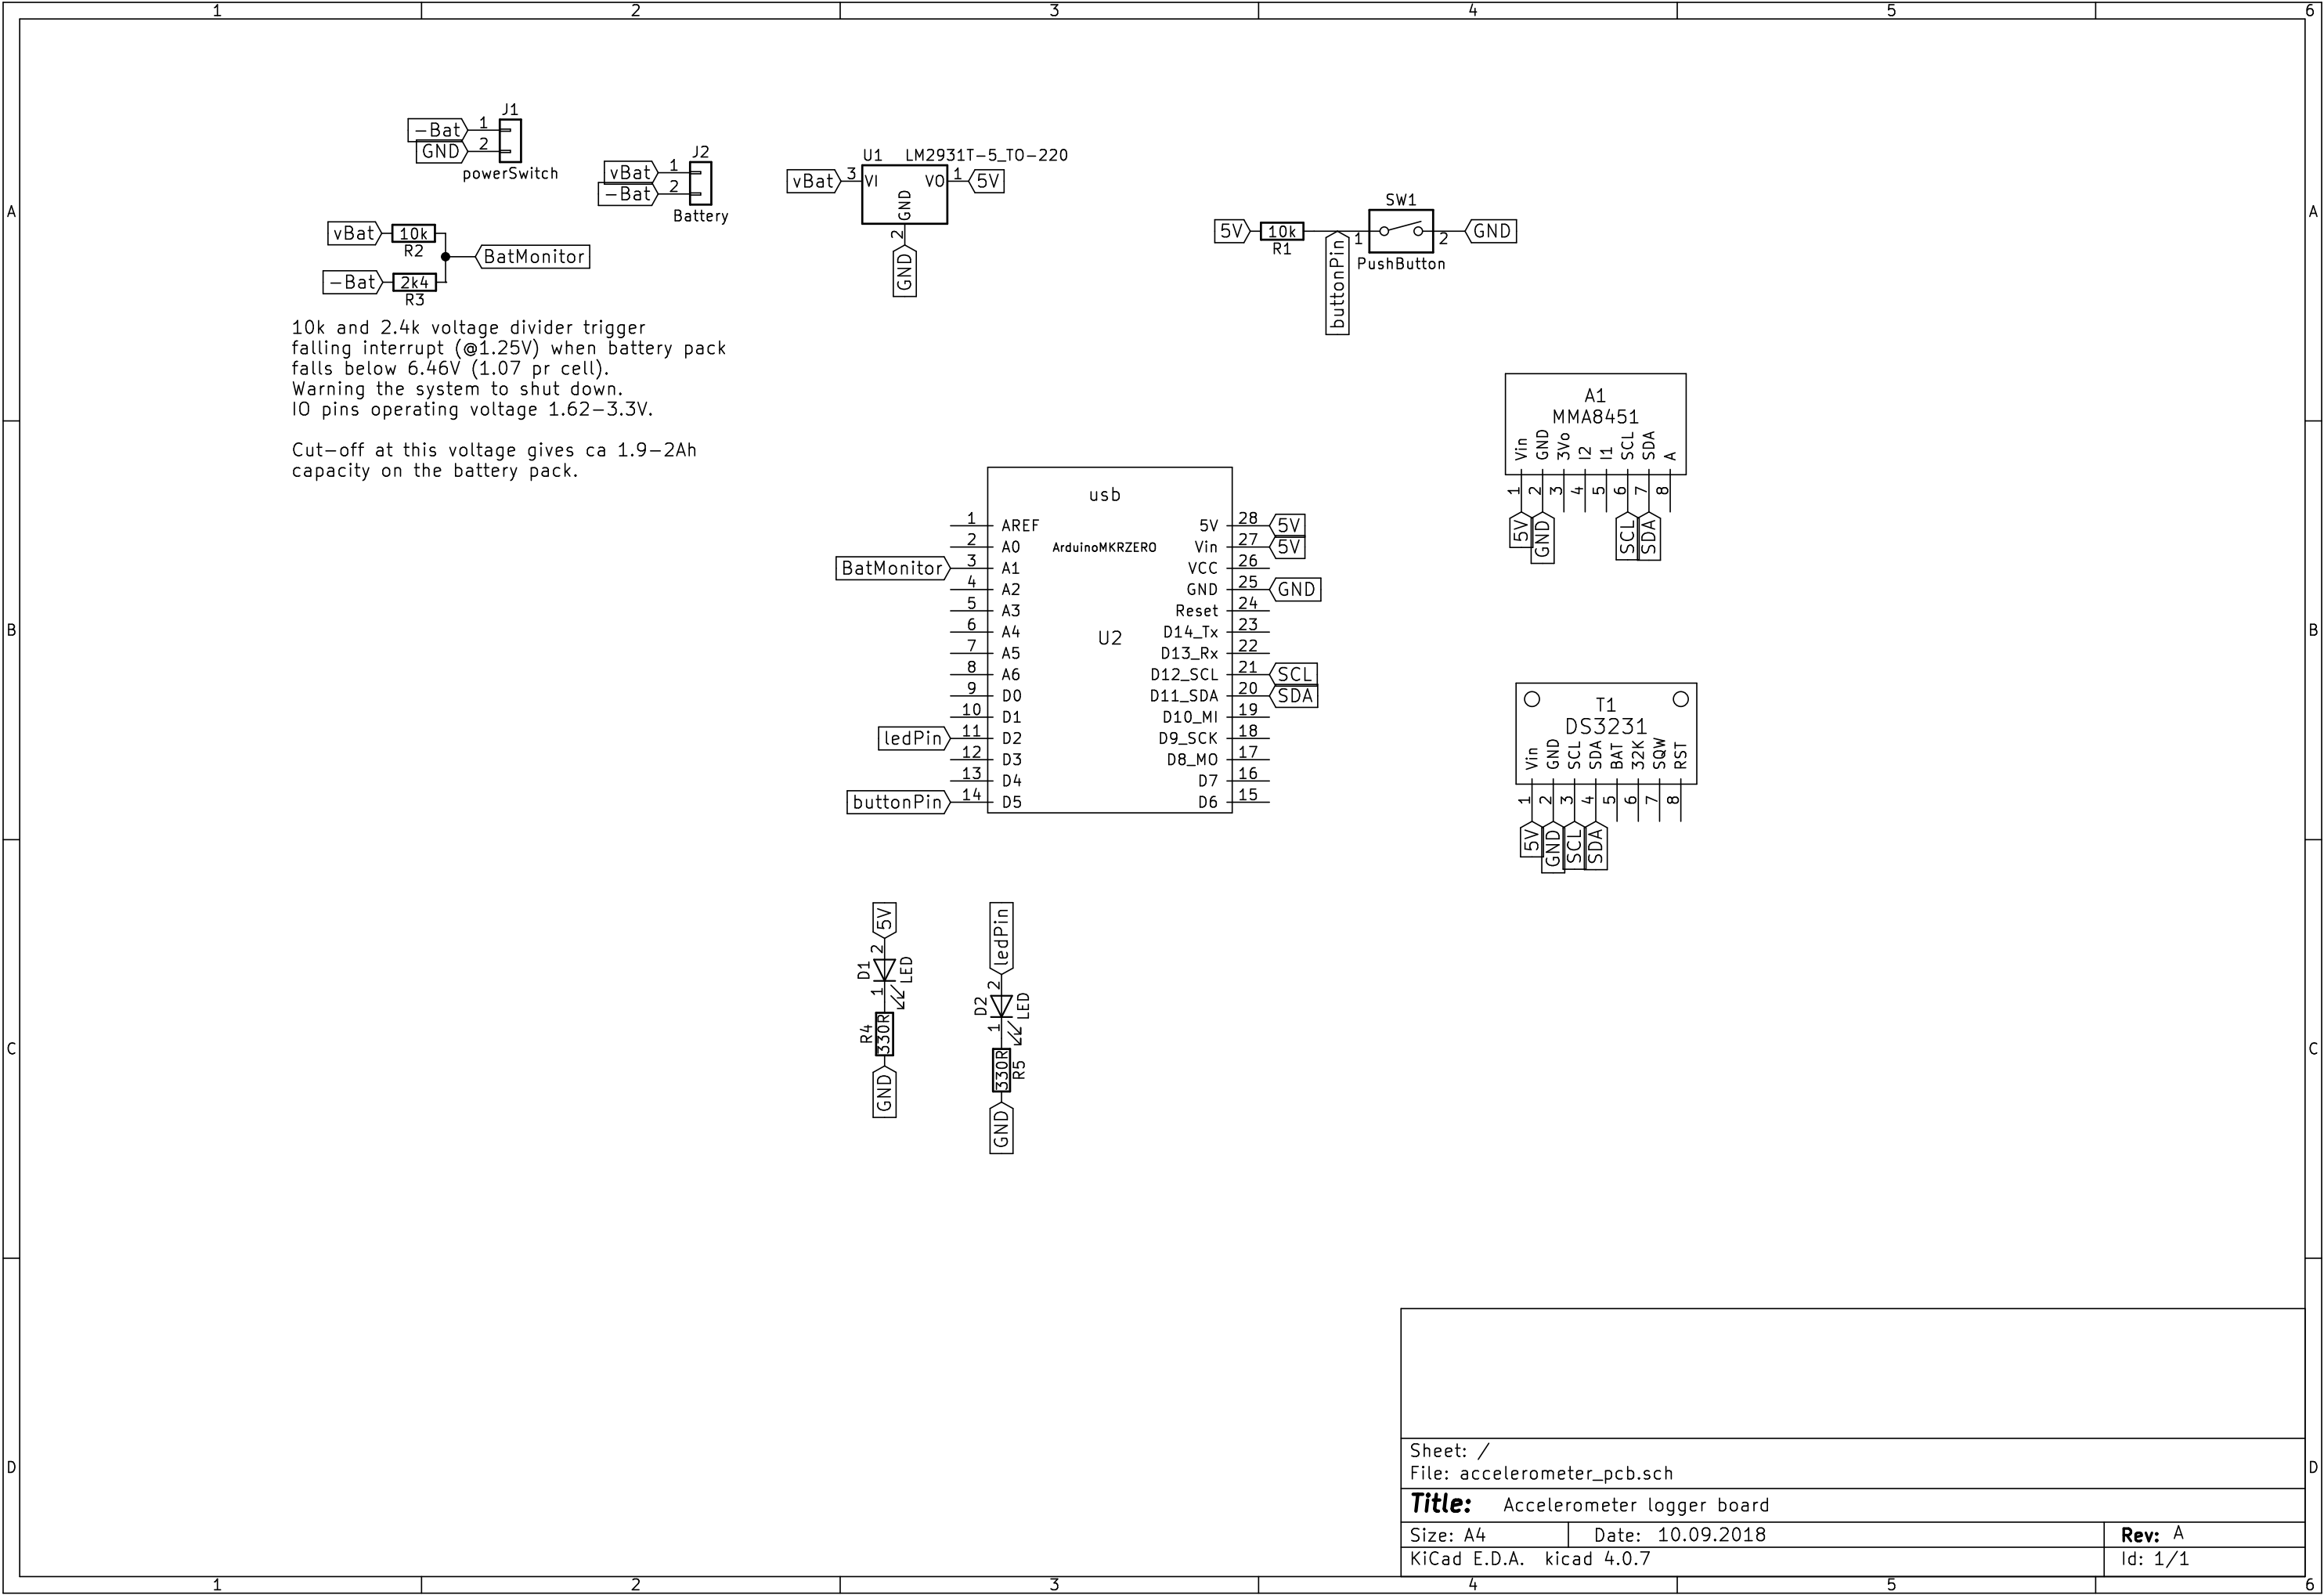 1 2 3 4 5 6
A
B
C
D
J1
-Bat 1
GND 2
powerSwitch
J2
vBat 1
-Bat 2
Battery
vBat 10k
R2
BatMonitor
-Bat 2k4
R3
10k and 2.4k voltage divider trigger
falling interrupt (@1.25V) when battery pack
falls below 6.46V (1.07 pr cell).
Warning the system to shut down.
IO pins operating voltage 1.62-3.3V.
Cut-off at this voltage gives ca 1.9-2Ah
capacity on the battery pack.
U1 LM2931T-5_TO-220
vBat 3 VI VO 1 5V
GND
2
GND
SW1
5V 10k 1 2 GND
R1
buttonPin
PushButton
A1
MMA8451
Vin GND 3Vo I2 I1 SCL SDA A
1 2 3 4 5 6 7 8
5V GND SCL SDA
usb
ArduinoMKRZERO
U2
1 AREF
2 A0
BatMonitor 3 A1
4 A2
5 A3
6 A4
7 A5
8 A6
9 D0
10 D1
ledPin 11 D2
12 D3
13 D4
buttonPin 14 D5
5V 28 5V
Vin 27 5V
VCC 26
GND 25 GND
Reset 24
D14_Tx 23
D13_Rx 22
D12_SCL 21 SCL
D11_SDA 20 SDA
D10_MI 19
D9_SCK 18
D8_MO 17
D7 16
D6 15
T1
DS3231
Vin GND SCL SDA BAT 32K SQW RST
1 2 3 4 5 6 7 8
5V GND SCL SDA
5V
2
D1 LED
1
R4 330R
GND
ledPin
2
D2 LED
1
330R R5
GND
Sheet: /
File: accelerometer_pcb.sch
Title: Accelerometer logger board
Size: A4 Date: 10.09.2018 Rev: A
KiCad E.D.A. kicad 4.0.7 Id: 1/1
A
B
C
D
1 2 3 4 5 6